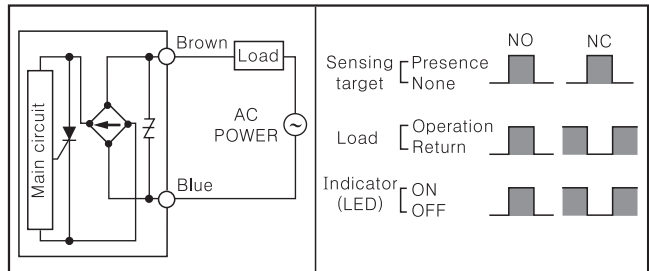 Main circuit
Brown
Load
AC
POWER
Blue
NO NC
Sensing target Presence
None
Load Operation
Return
Indicator (LED) ON
OFF